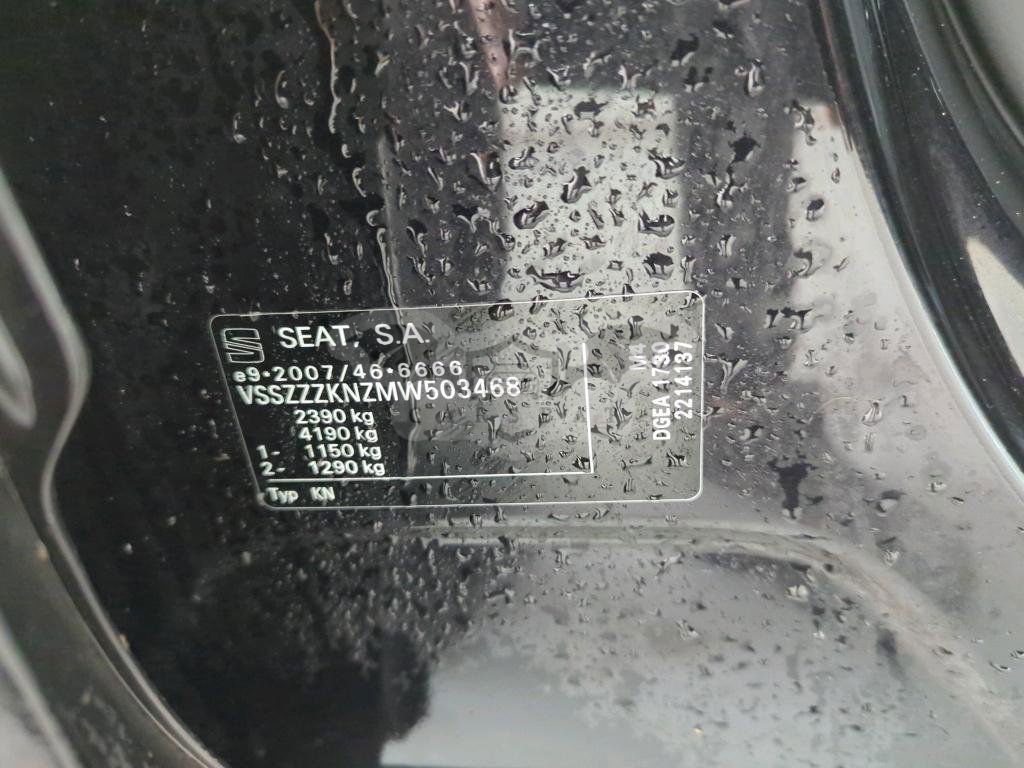 SEAT, S.A.
e9*2007/46*6666
VSSZZZKNZMW503468
2390 kg
4190 kg
1- 1150 kg
2- 1290 kg
Typ KN
M1
DGEA 1730
2214137